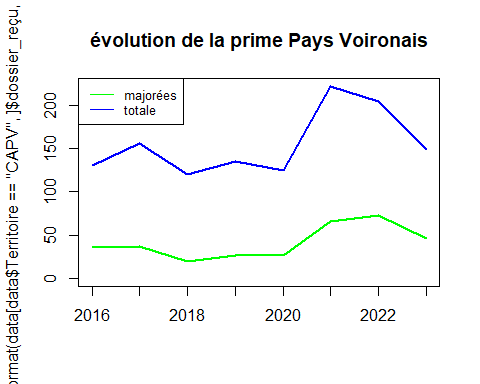 évolution de la prime Pays Voironais
ormat(data[data$Territoire == "CAPV", ]$dossier_reçu,
majorées
totale
200
150
100
50
0
2016 2018 2020 2022